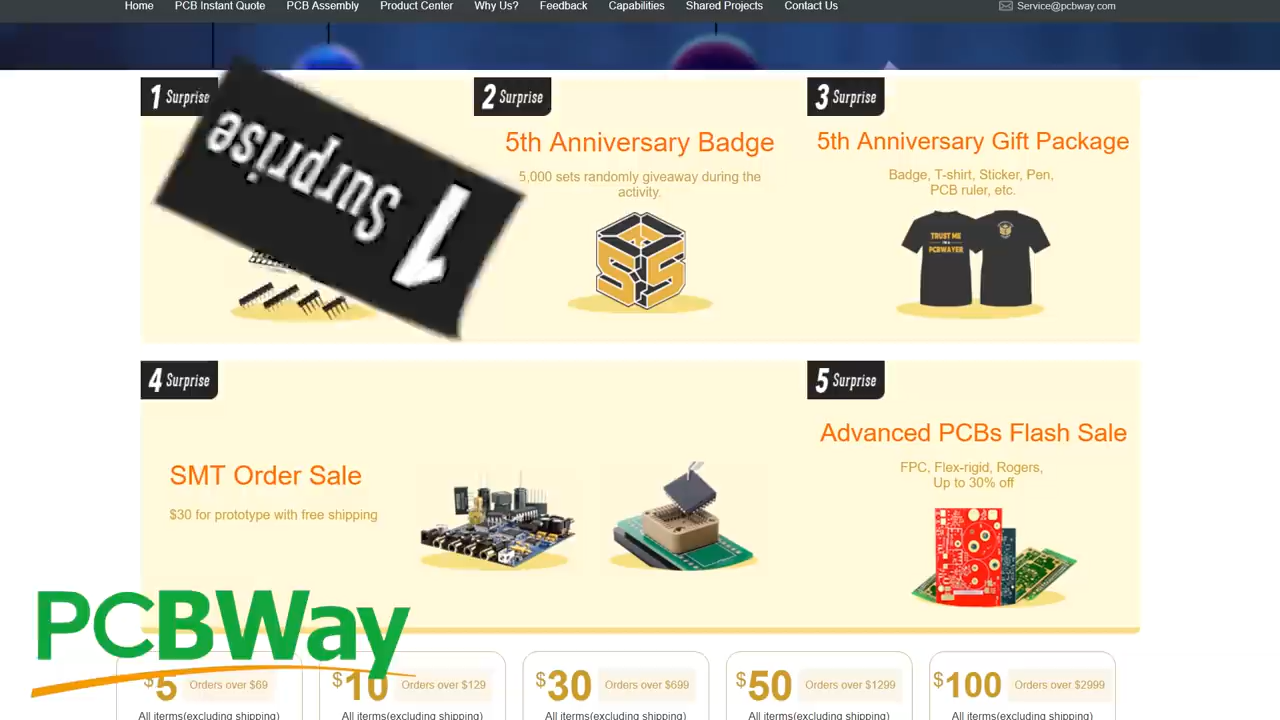 Home PCB Instant Quote PCB Assembly Product Center Why Us? Feedback Capabilities Shared Projects Contact Us Service@pcbway.com
1 Surprise
1 Surprise
2 Surprise
5th Anniversary Badge
5,000 sets randomly giveaway during the
activity.
3 Surprise
5th Anniversary Gift Package
Badge, T-shirt, Sticker, Pen,
PCB ruler, etc.
TRUST ME
I'M A
PCBWAYER
4 Surprise
SMT Order Sale
$30 for prototype with free shipping
5 Surprise
Advanced PCBs Flash Sale
FPC, Flex-rigid, Rogers,
Up to 30% off
PCBWay
$5 Orders over $69
All items(excluding shipping)
$10 Orders over $129
All items(excluding shipping)
$30 Orders over $699
All items(excluding shipping)
$50 Orders over $1299
All items(excluding shipping)
$100 Orders over $2999
All items(excluding shipping)